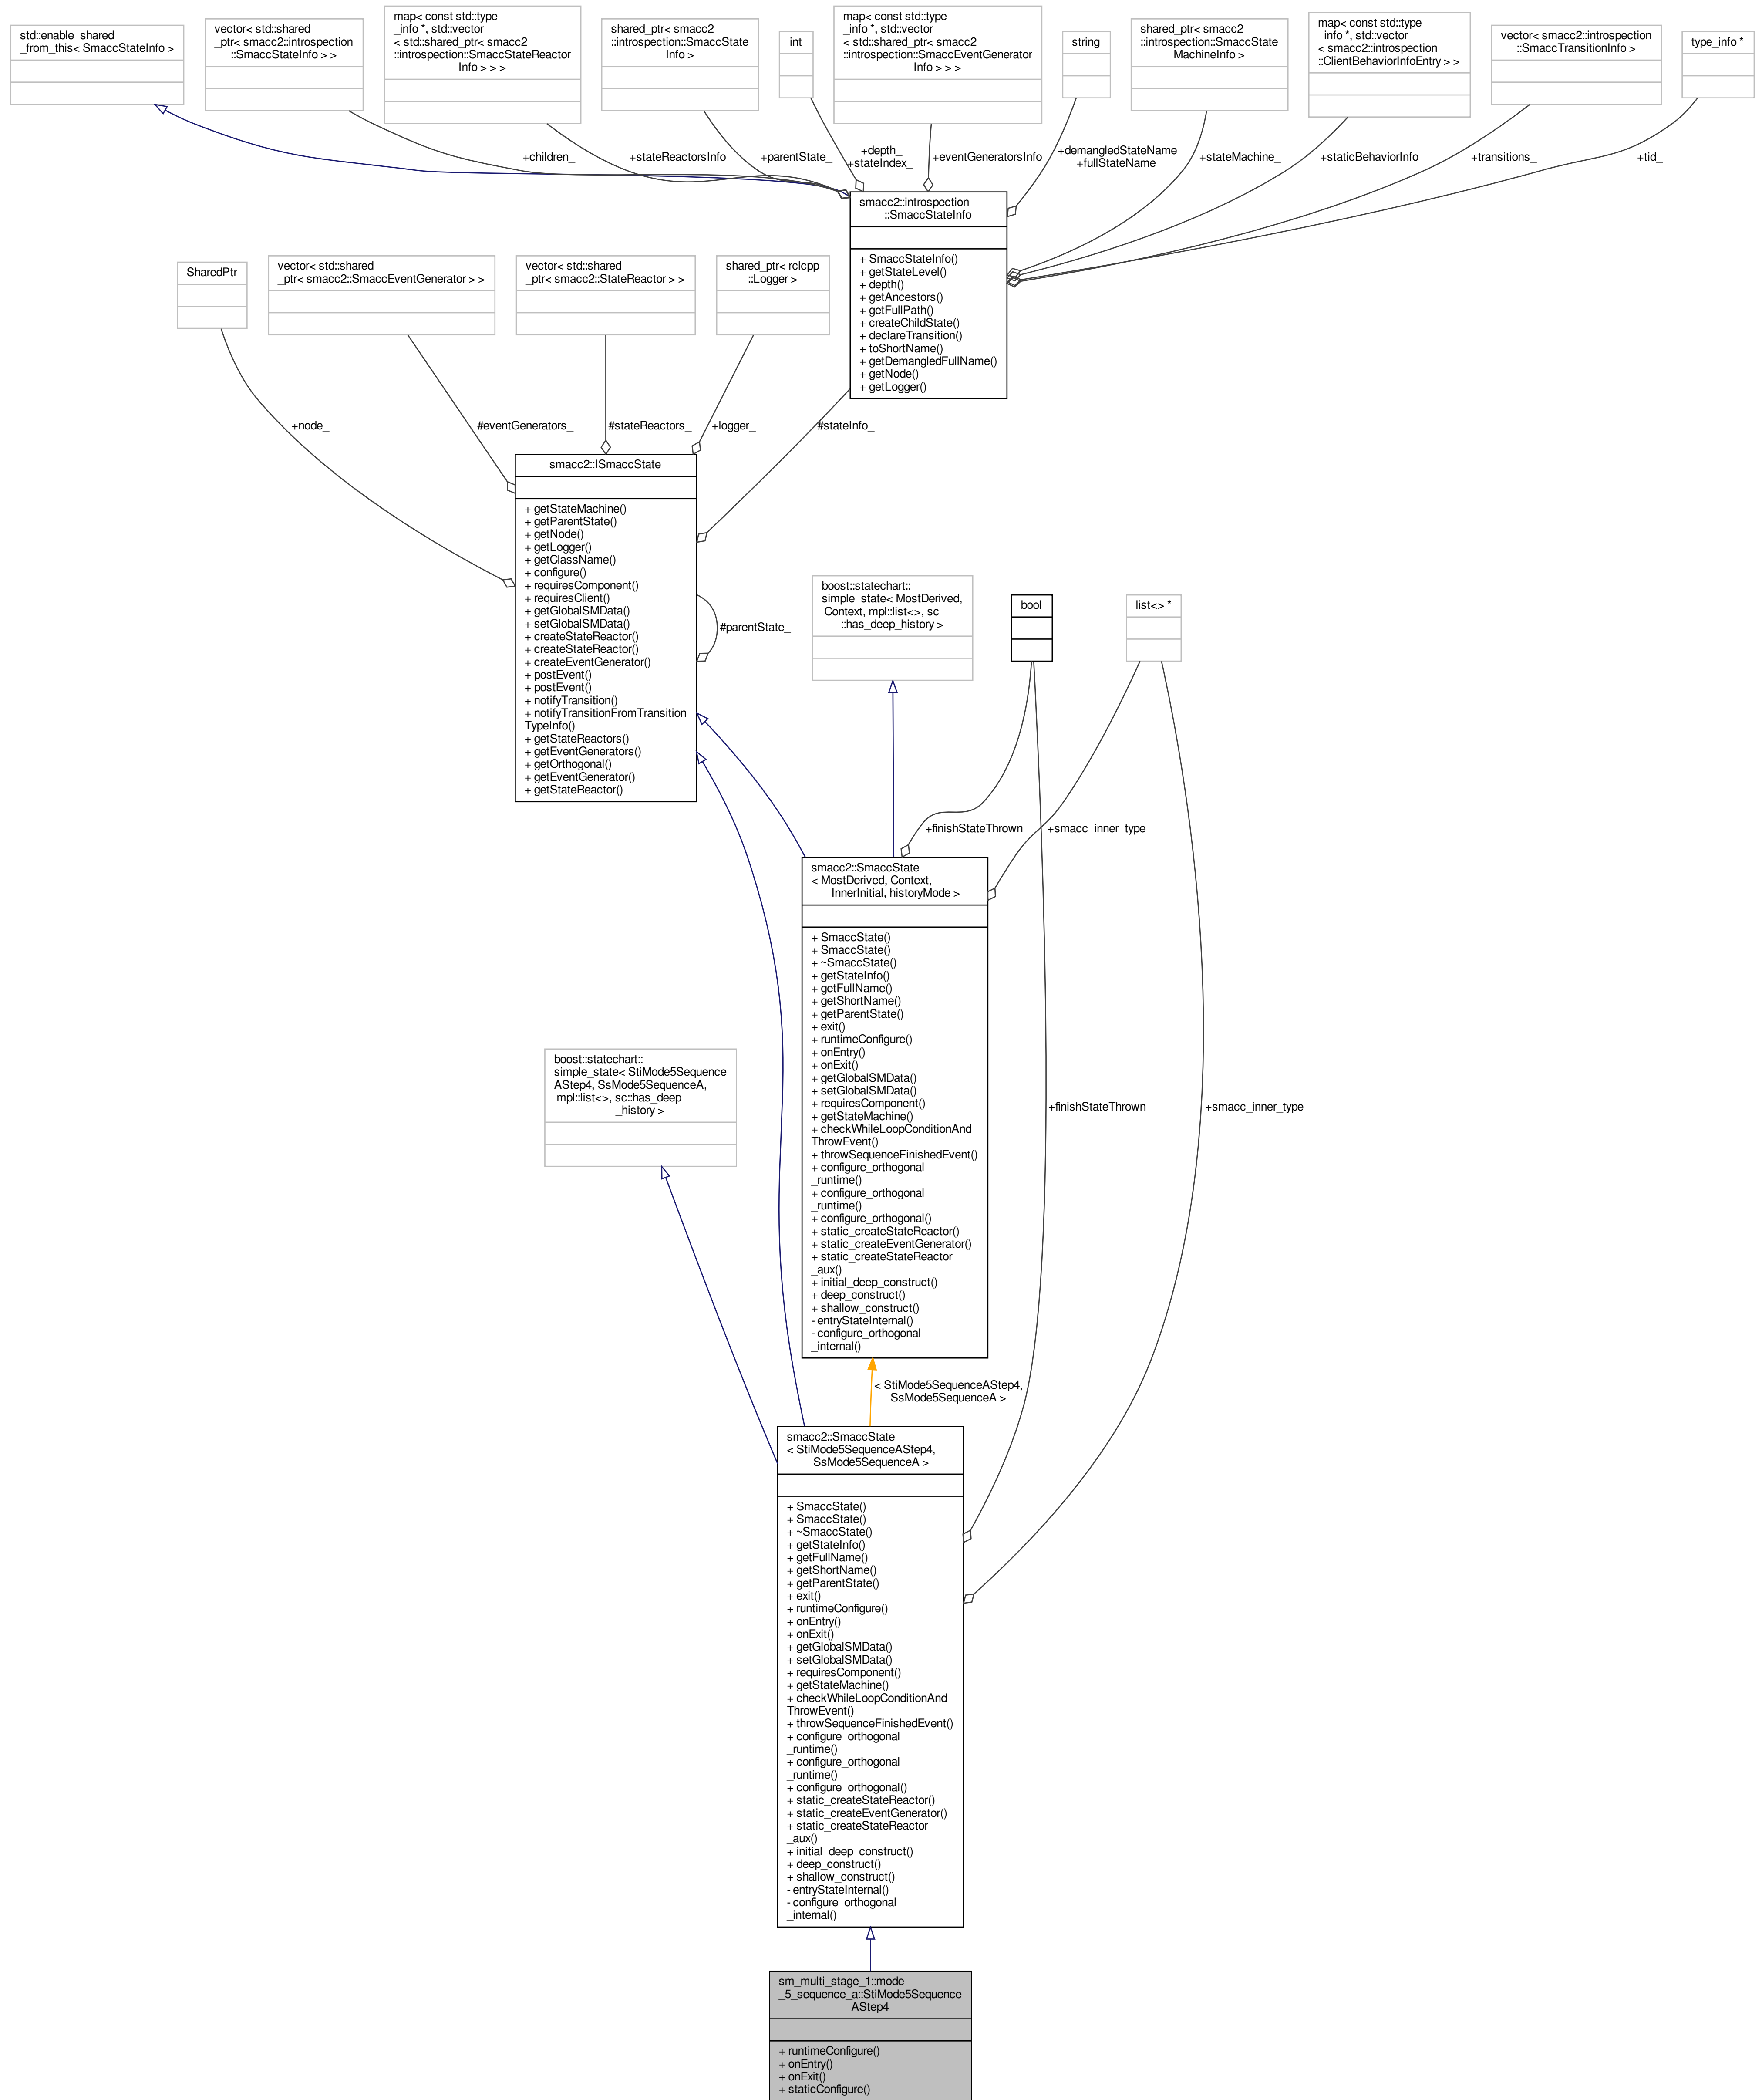 std::enable_shared
_from_this< SmaccStateInfo >
vector< std::shared
_ptr< smacc2::introspection
::SmaccStateInfo > >
map< const std::type
_info *, std::vector
< std::shared_ptr< smacc2
::introspection::SmaccStateReactor
Info > > >
shared_ptr< smacc2
::introspection::SmaccState
Info >
int
map< const std::type
_info *, std::vector
< std::shared_ptr< smacc2
::introspection::SmaccEventGenerator
Info > > >
string
shared_ptr< smacc2
::introspection::SmaccState
MachineInfo >
map< const std::type
_info *, std::vector
< smacc2::introspection
::ClientBehaviorInfoEntry > >
vector< smacc2::introspection
::SmaccTransitionInfo >
type_info *
+children_
+stateReactorsInfo
+parentState_
+depth_
+stateIndex_
+eventGeneratorsInfo
+demangledStateName
+fullStateName
+stateMachine_
+staticBehaviorInfo
+transitions_
+tid_
smacc2::introspection
::SmaccStateInfo
+ SmaccStateInfo()
+ getStateLevel()
+ depth()
+ getAncestors()
+ getFullPath()
+ createChildState()
+ declareTransition()
+ toShortName()
+ getDemangledFullName()
+ getNode()
+ getLogger()
SharedPtr
vector< std::shared
_ptr< smacc2::SmaccEventGenerator > >
vector< std::shared
_ptr< smacc2::StateReactor > >
shared_ptr< rclcpp
::Logger >
+node_
#eventGenerators_
#stateReactors_
+logger_
#stateInfo_
smacc2::ISmaccState
+ getStateMachine()
+ getParentState()
+ getNode()
+ getLogger()
+ getClassName()
+ configure()
+ requiresComponent()
+ requiresClient()
+ getGlobalSMData()
+ setGlobalSMData()
+ createStateReactor()
+ createStateReactor()
+ createEventGenerator()
+ postEvent()
+ postEvent()
+ notifyTransition()
+ notifyTransitionFromTransition
TypeInfo()
+ getStateReactors()
+ getEventGenerators()
+ getOrthogonal()
+ getEventGenerator()
+ getStateReactor()
#parentState_
boost::statechart::
simple_state< MostDerived,
Context, mpl::list<>, sc
::has_deep_history >
bool
list<> *
+finishStateThrown
+smacc_inner_type
smacc2::SmaccState
< MostDerived, Context,
InnerInitial, historyMode >
+ SmaccState()
+ SmaccState()
+ ~SmaccState()
+ getStateInfo()
+ getFullName()
+ getShortName()
+ getParentState()
+ exit()
+ runtimeConfigure()
+ onEntry()
+ onExit()
+ getGlobalSMData()
+ setGlobalSMData()
+ requiresComponent()
+ getStateMachine()
+ checkWhileLoopConditionAnd
ThrowEvent()
+ throwSequenceFinishedEvent()
+ configure_orthogonal
_runtime()
+ configure_orthogonal
_runtime()
+ configure_orthogonal()
+ static_createStateReactor()
+ static_createEventGenerator()
+ static_createStateReactor
_aux()
+ initial_deep_construct()
+ deep_construct()
+ shallow_construct()
- entryStateInternal()
- configure_orthogonal
_internal()
boost::statechart::
simple_state< StiMode5Sequence
AStep4, SsMode5SequenceA,
mpl::list<>, sc::has_deep
_history >
+finishStateThrown
+smacc_inner_type
< StiMode5SequenceAStep4,
SsMode5SequenceA >
smacc2::SmaccState
< StiMode5SequenceAStep4,
SsMode5SequenceA >
+ SmaccState()
+ SmaccState()
+ ~SmaccState()
+ getStateInfo()
+ getFullName()
+ getShortName()
+ getParentState()
+ exit()
+ runtimeConfigure()
+ onEntry()
+ onExit()
+ getGlobalSMData()
+ setGlobalSMData()
+ requiresComponent()
+ getStateMachine()
+ checkWhileLoopConditionAnd
ThrowEvent()
+ throwSequenceFinishedEvent()
+ configure_orthogonal
_runtime()
+ configure_orthogonal
_runtime()
+ configure_orthogonal()
+ static_createStateReactor()
+ static_createEventGenerator()
+ static_createStateReactor
_aux()
+ initial_deep_construct()
+ deep_construct()
+ shallow_construct()
- entryStateInternal()
- configure_orthogonal
_internal()
sm_multi_stage_1::mode
_5_sequence_a::StiMode5Sequence
AStep4
+ runtimeConfigure()
+ onEntry()
+ onExit()
+ staticConfigure()